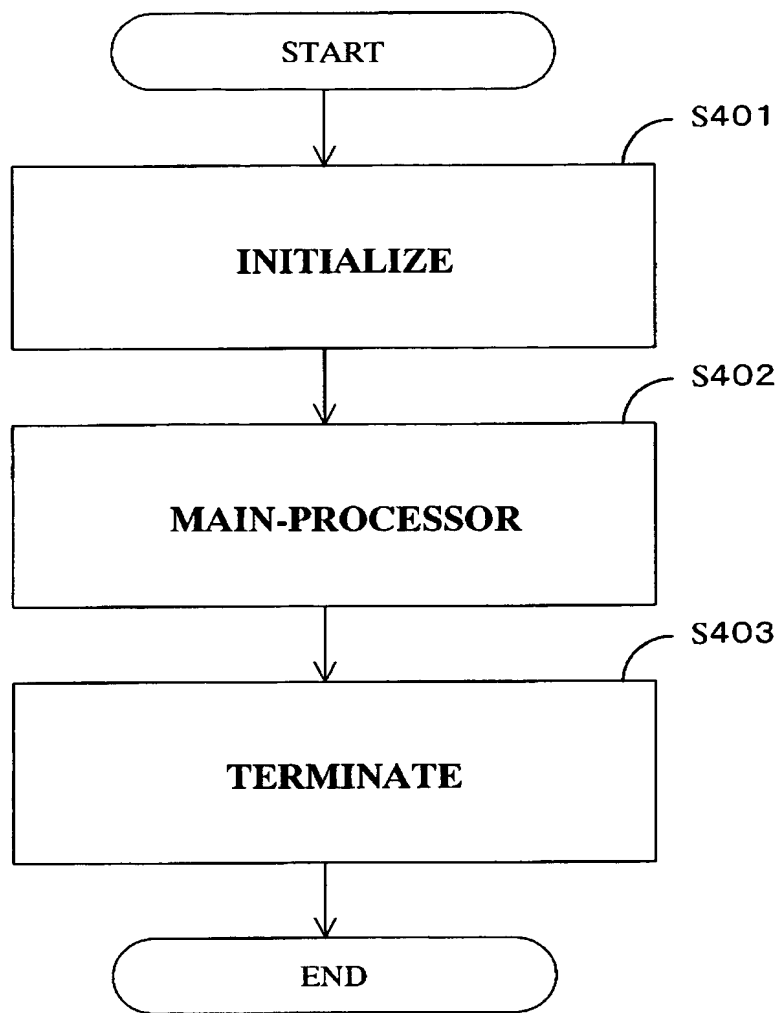 START
S401
INITIALIZE
S402
MAIN-PROCESSOR
S403
TERMINATE
END